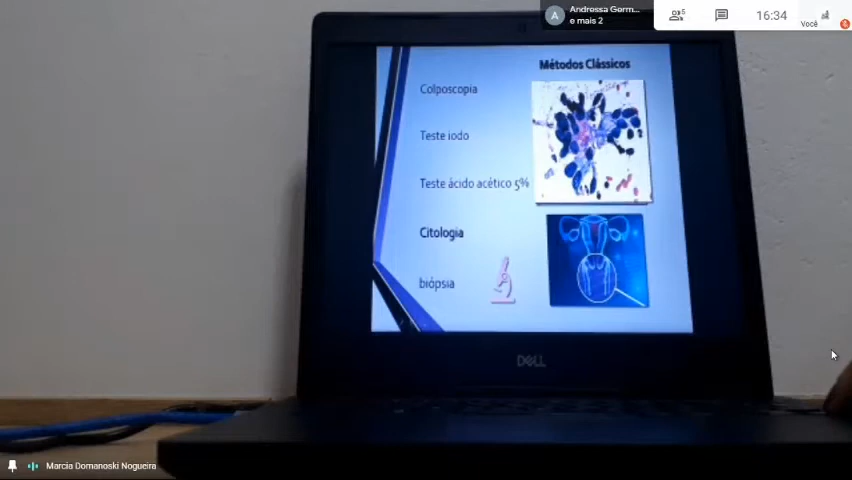 Andressa Germ...
e mais 2
A
5
16:34
Você
Métodos Clássicos
Colposcopia
Teste iodo
Teste ácido acético 5%
Citologia
biópsia
DELL
Marcia Domanoski Nogueira